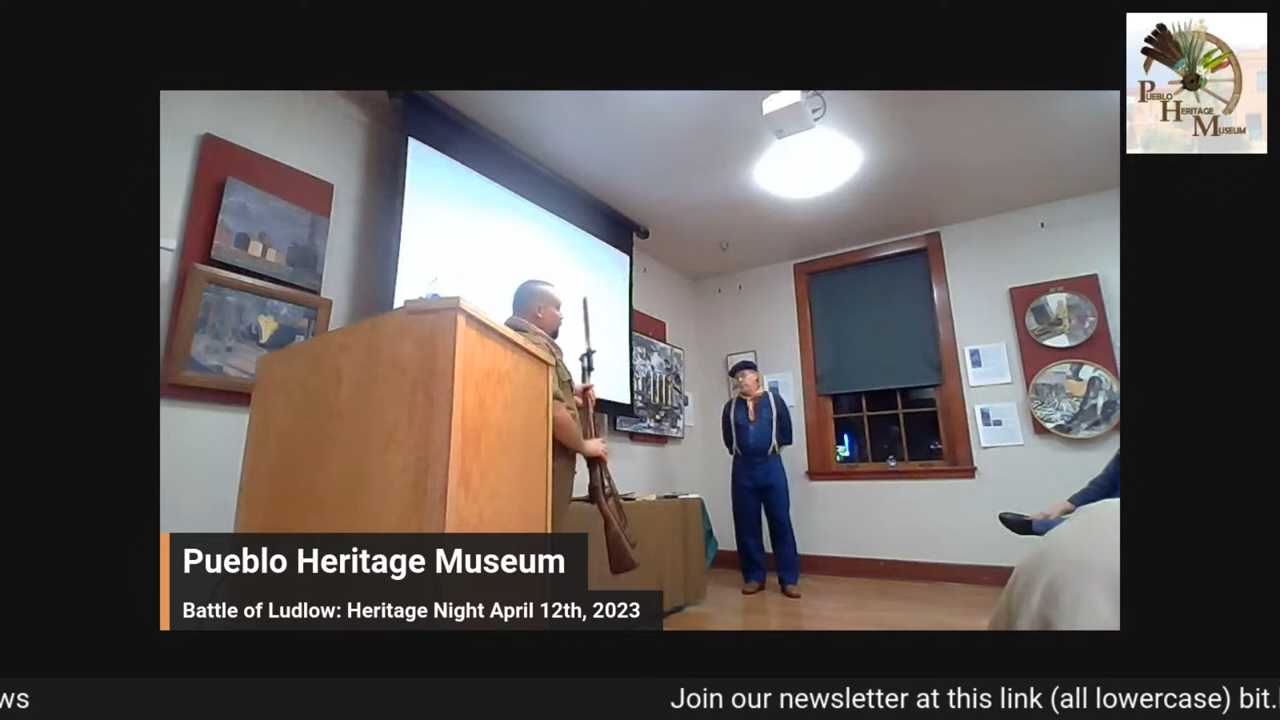 PUEBLO
HERITAGE
MUSEUM
Pueblo Heritage Museum
Battle of Ludlow: Heritage Night April 12th, 2023
ws
Join our newsletter at this link (all lowercase) bit.